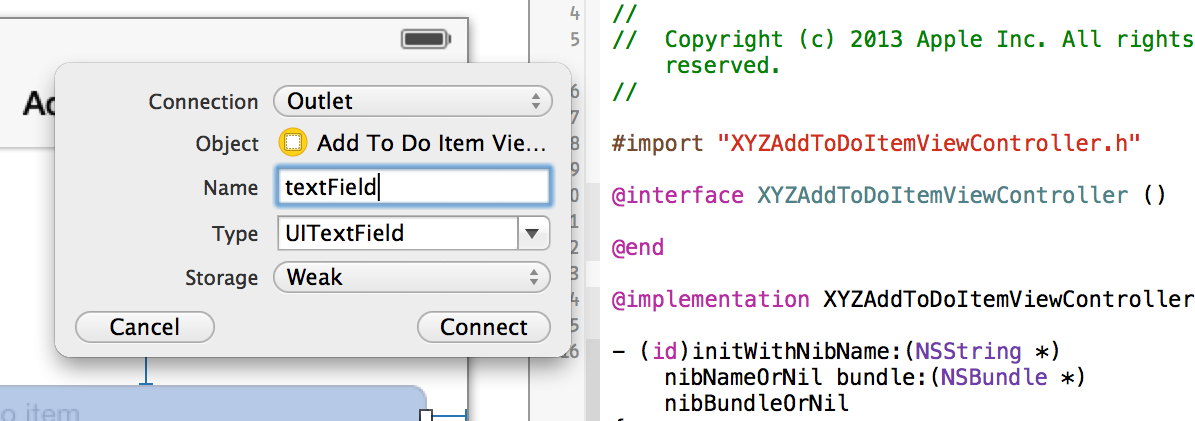 Ad
Connection Outlet
Object Add To Do Item Vie...
Name textField
Type UITextField
Storage Weak
Cancel Connect
o item
4 //
5 // Copyright (c) 2013 Apple Inc. All rights
reserved.
6 //
7
8 #import "XYZAddToDoItemViewController.h"
9
0 @interface XYZAddToDoItemViewController ()
1
2 @end
3
4 @implementation XYZAddToDoItemViewController
5
16 - (id)initWithNibName:(NSString *)
nibNameOrNil bundle:(NSBundle *)
nibBundleOrNil